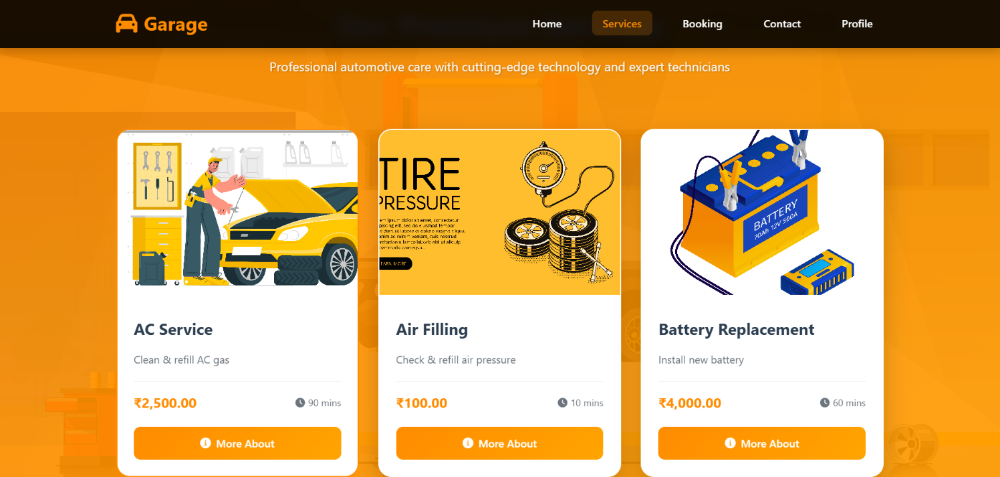 Garage
Home
Services
Booking
Contact
Profile
Professional automotive care with cutting-edge technology and expert technicians
TIRE
PRESSURE
BATTERY
70Ah 12V 560A
AC Service
Clean & refill AC gas
₹2,500.00
90 mins
More About
Air Filling
Check & refill air pressure
₹100.00
10 mins
More About
Battery Replacement
Install new battery
₹4,000.00
60 mins
More About